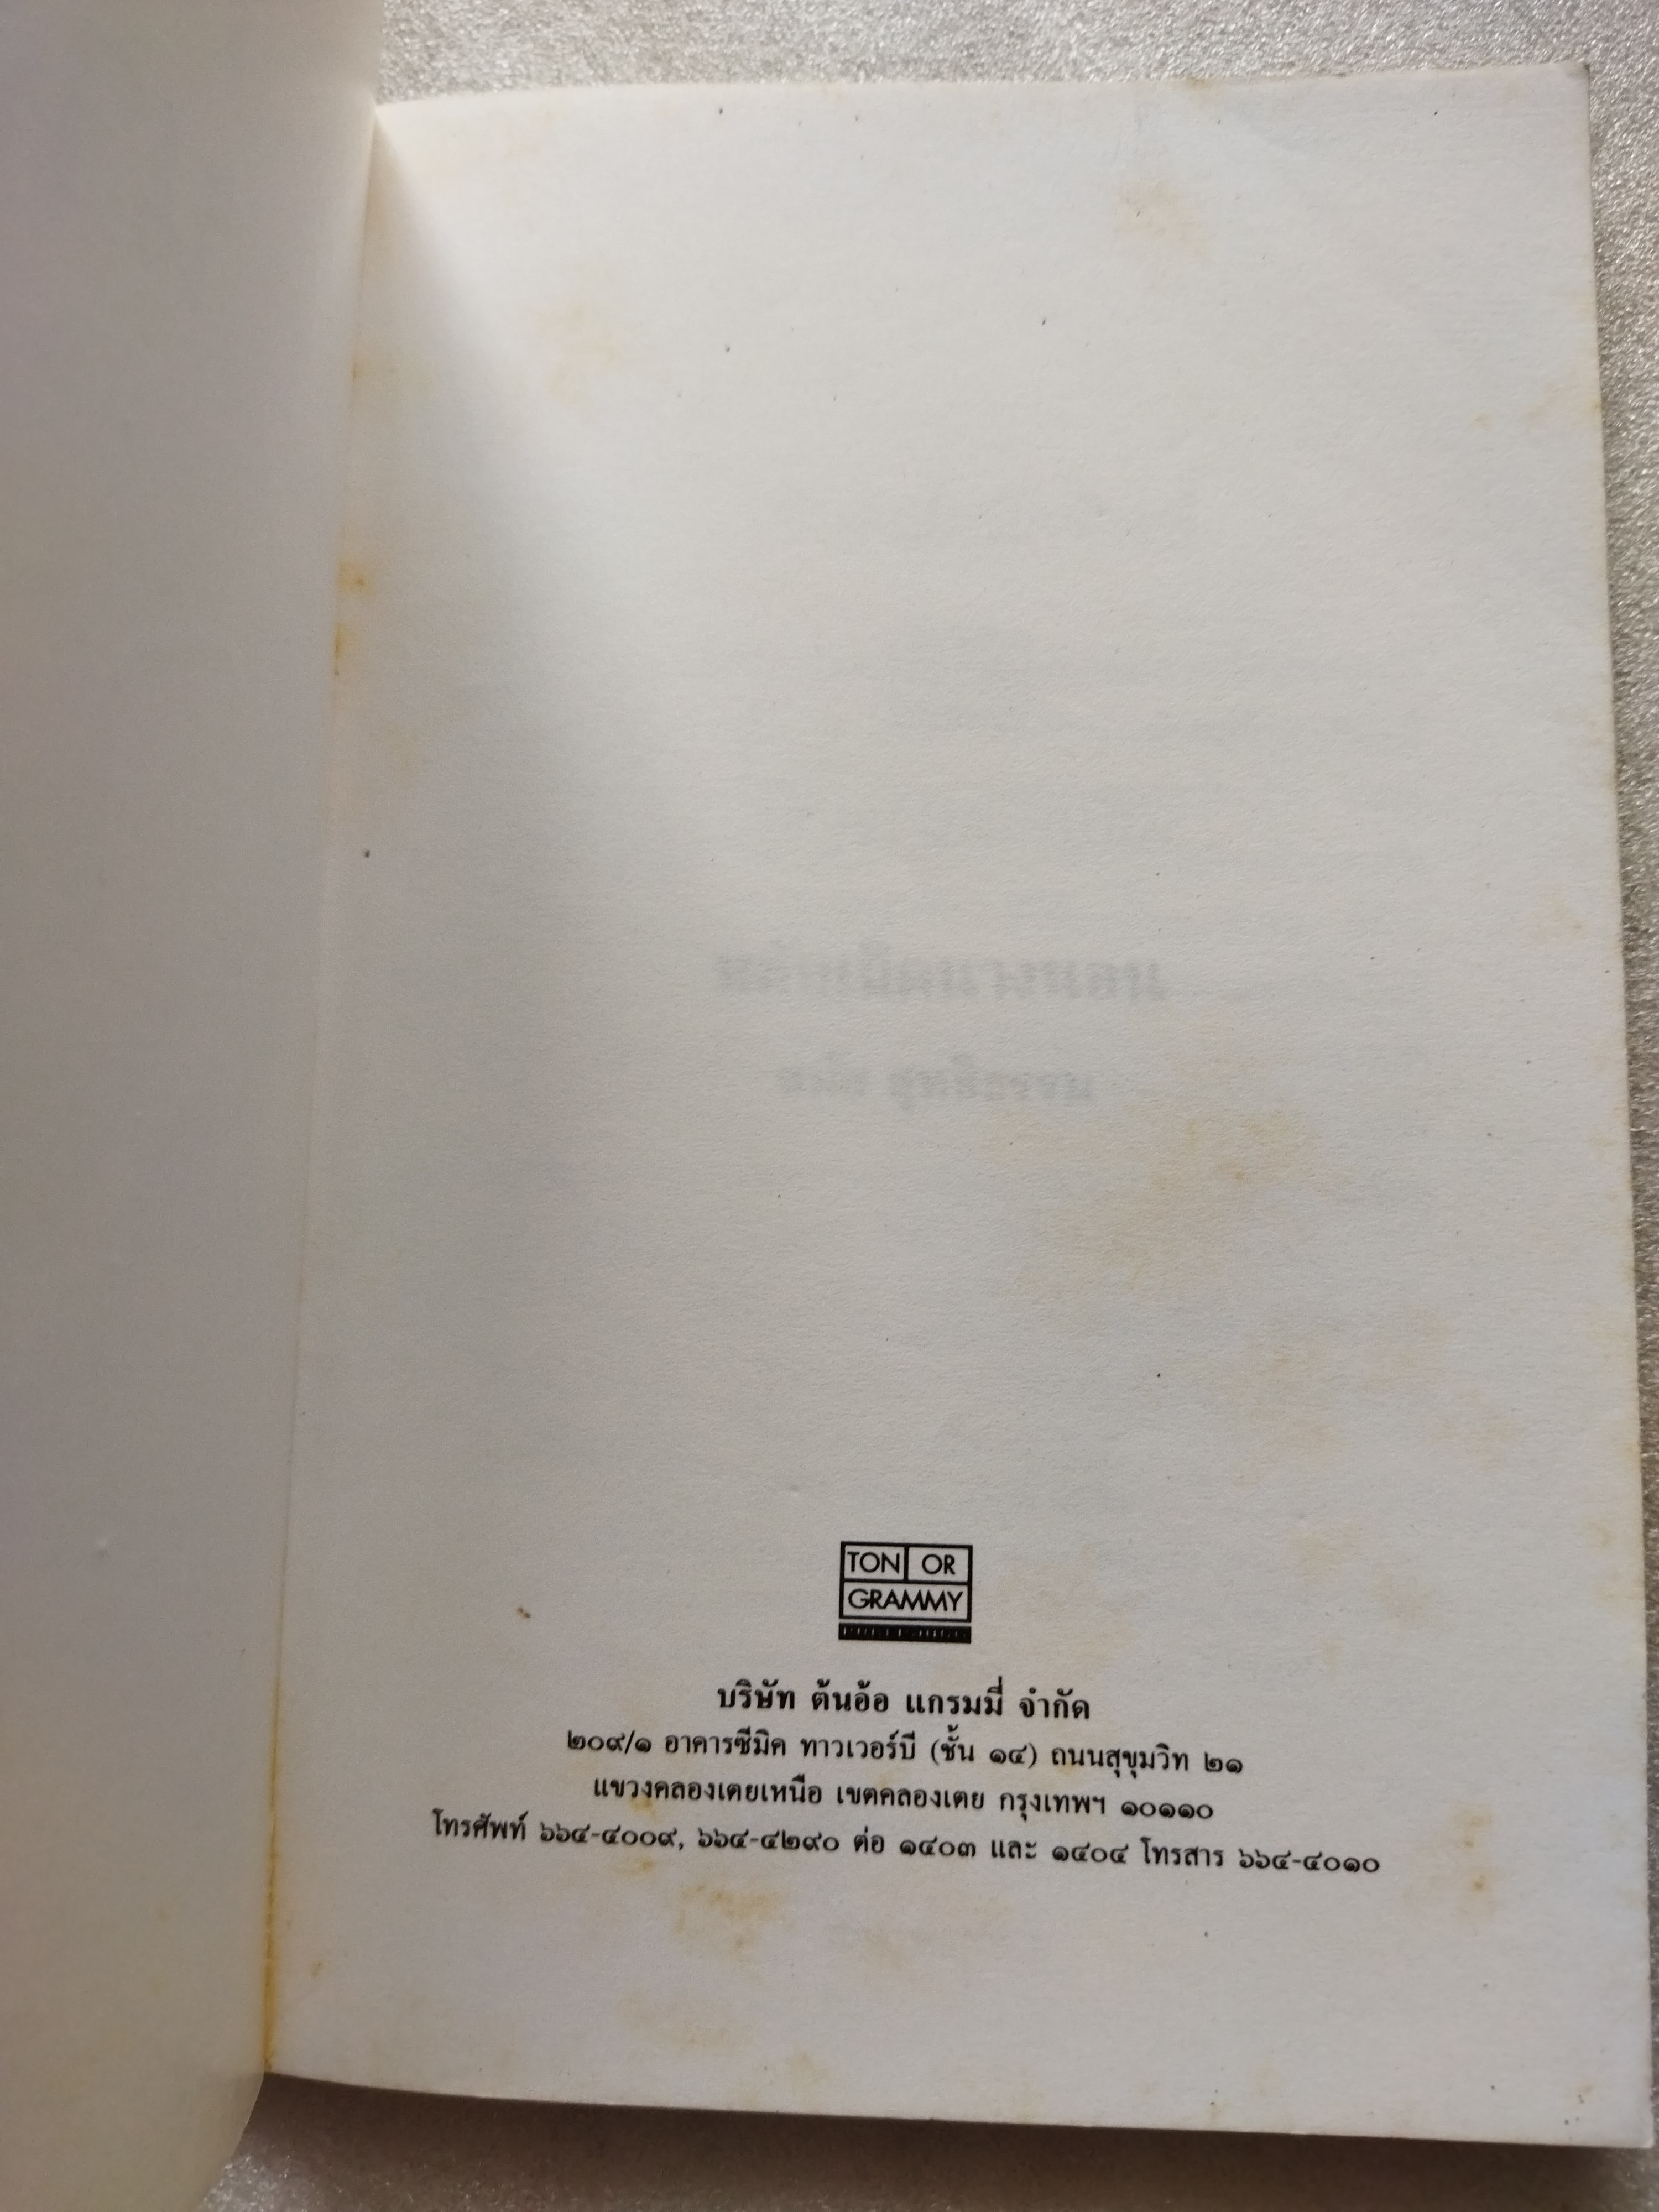 TON OR
GRAMMY
PUBLISHING
บริษัท ต้นอ้อ แกรมมี่ จำกัด
๒๐๙/๑ อาคารซีมิค ทาวเวอร์บี (ชั้น ๑๔) ถนนสุขุมวิท ๒๑
แขวงคลองเตยเหนือ เขตคลองเตย กรุงเทพฯ ๑๐๑๑๐
โทรศัพท์ ๖๖๔-๔๐๐๙, ๖๖๔-๔๒๙๐ ต่อ ๑๔๐๓ และ ๑๔๐๔ โทรสาร ๖๖๔-๔๐๑๐